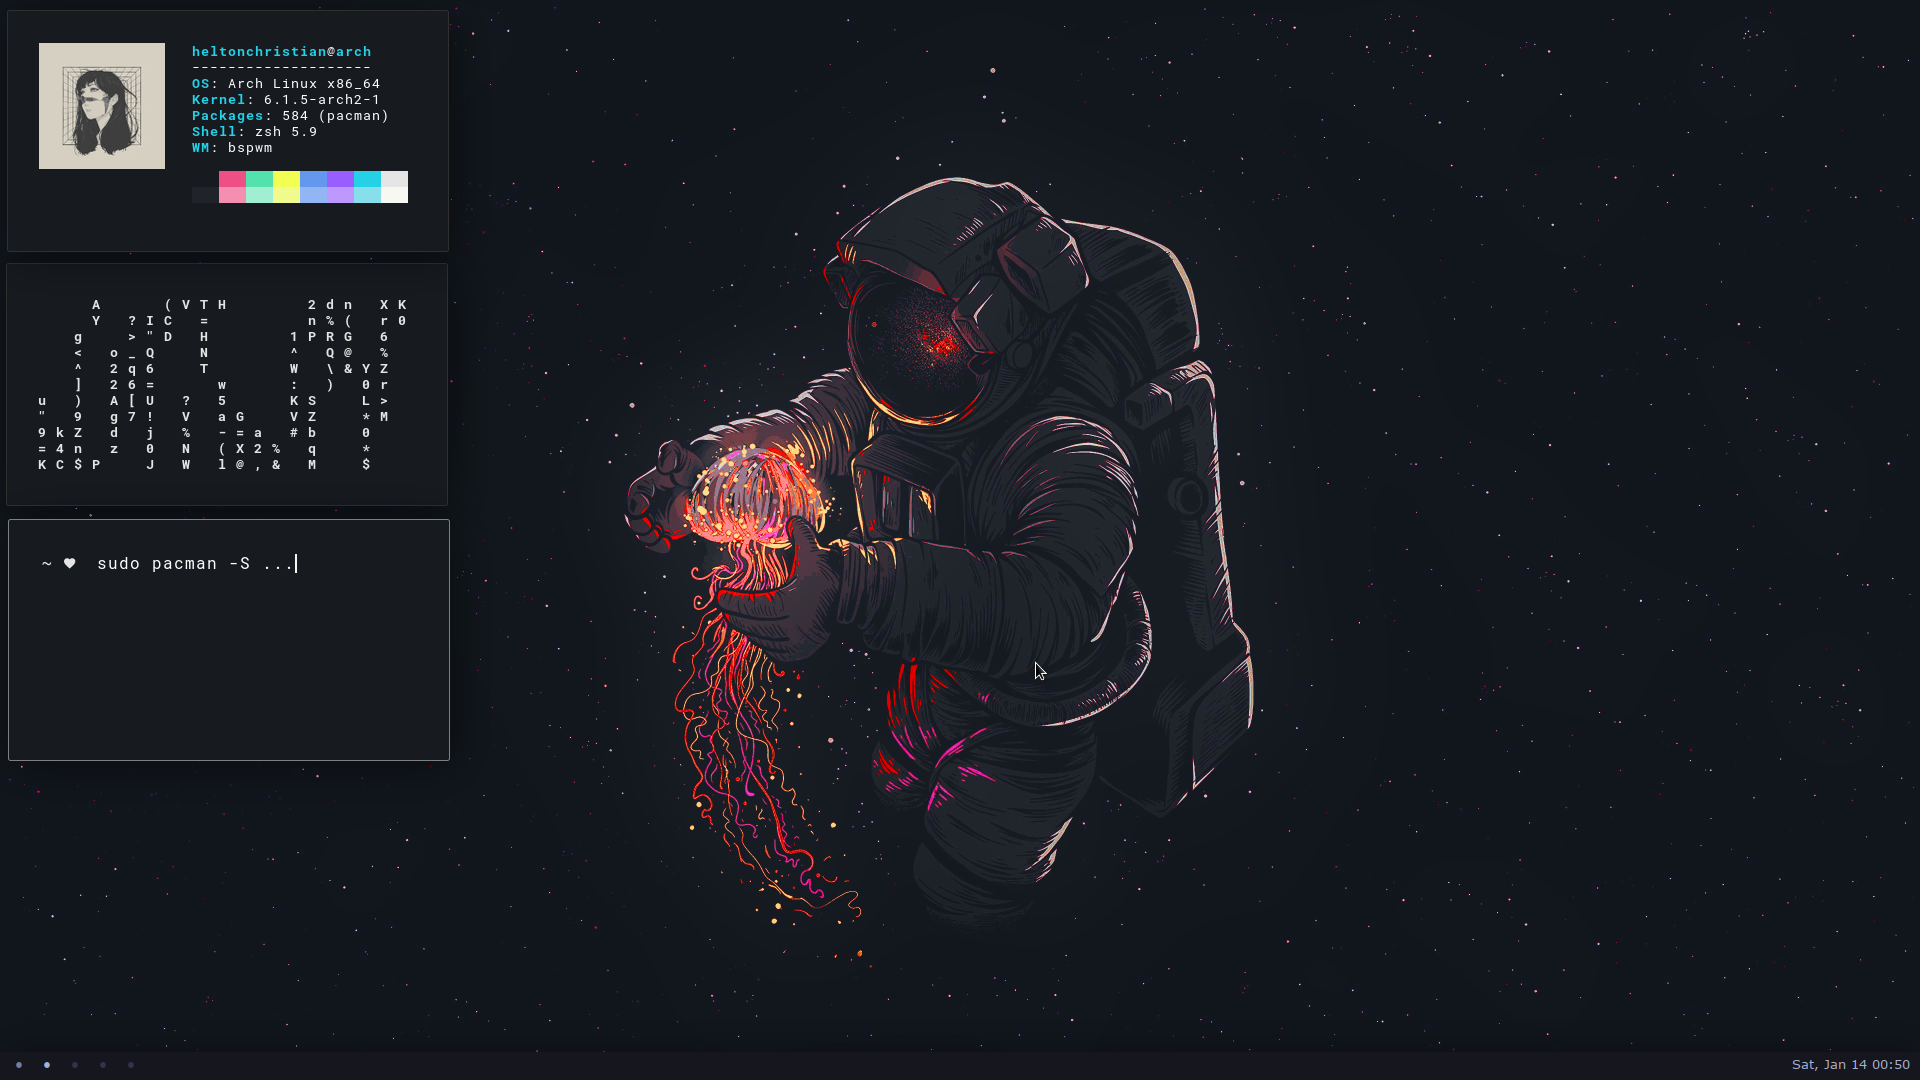 heltonchristian@arch
--------------------
OS: Arch Linux x86_64
Kernel: 6.1.5-arch2-1
Packages: 584 (pacman)
Shell: zsh 5.9
WM: bspwm
A ( V T H 2 d n X K
Y ? I C = n % ( r 0
g > " D H 1 P R G 6
< o _ Q N ^ Q @ %
^ 2 q 6 T W \ & Y Z
] 2 6 = w : ) 0 r
u ) A [ U ? 5 K S L >
" 9 g 7 ! V a G V Z * M
9 k Z d j % - = a # b 0
= 4 n z 0 N ( X 2 % q *
K C $ P J W l @ , & M $
~ ♥ sudo pacman -S ...
Sat, Jan 14 00:50